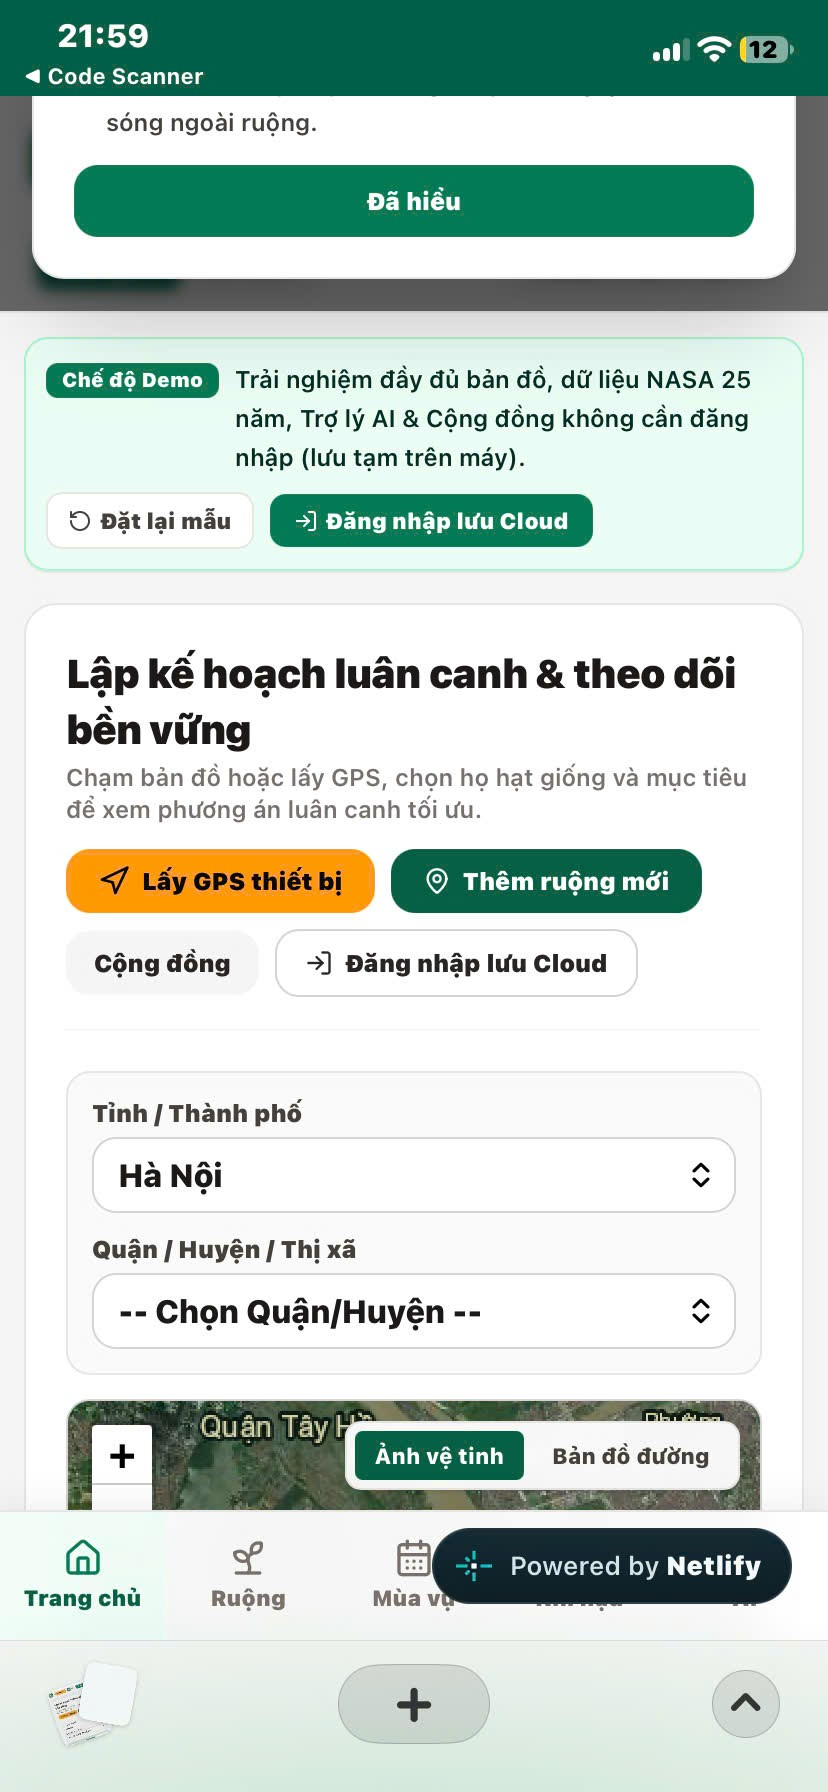 21:59
12
◀ Code Scanner
sóng ngoài ruộng.
Đã hiểu
Chế độ Demo
Trải nghiệm đầy đủ bản đồ, dữ liệu NASA 25
năm, Trợ lý AI & Cộng đồng không cần đăng
nhập (lưu tạm trên máy).
Đặt lại mẫu
Đăng nhập lưu Cloud
Lập kế hoạch luân canh & theo dõi
bền vững
Chạm bản đồ hoặc lấy GPS, chọn họ hạt giống và mục tiêu
để xem phương án luân canh tối ưu.
Lấy GPS thiết bị
Thêm ruộng mới
Cộng đồng
Đăng nhập lưu Cloud
Tỉnh / Thành phố
Hà Nội
Quận / Huyện / Thị xã
-- Chọn Quận/Huyện --
+
Quận Tây
Ảnh vệ tinh
Bản đồ đường
Trang chủ
Ruộng
Mùa vụ
Powered by Netlify